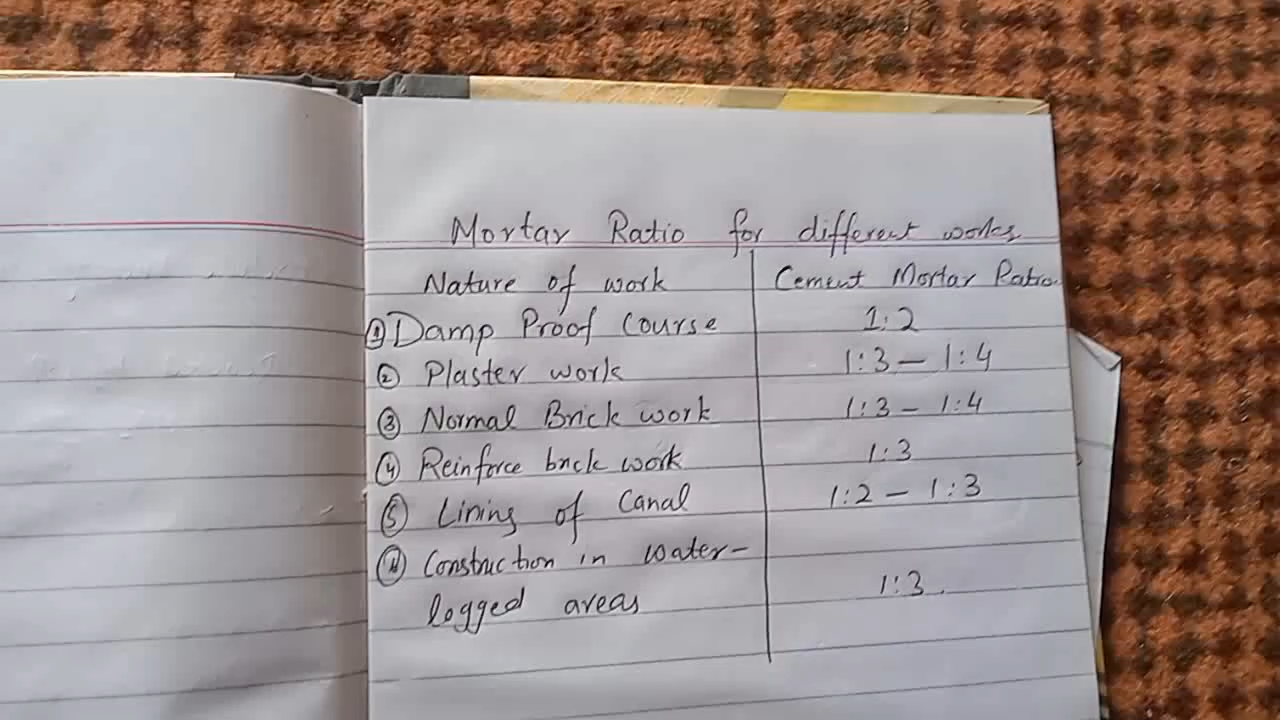 Mortar Ratio for different works
Nature of work Cement Mortar Ratio
① Damp Proof Course 1:2
② Plaster work 1:3 – 1:4
③ Normal Brick work 1:3 – 1:4
④ Reinforce brick work 1:3
⑤ Lining of Canal 1:2 – 1:3
Construction in water-
logged areas 1:3.